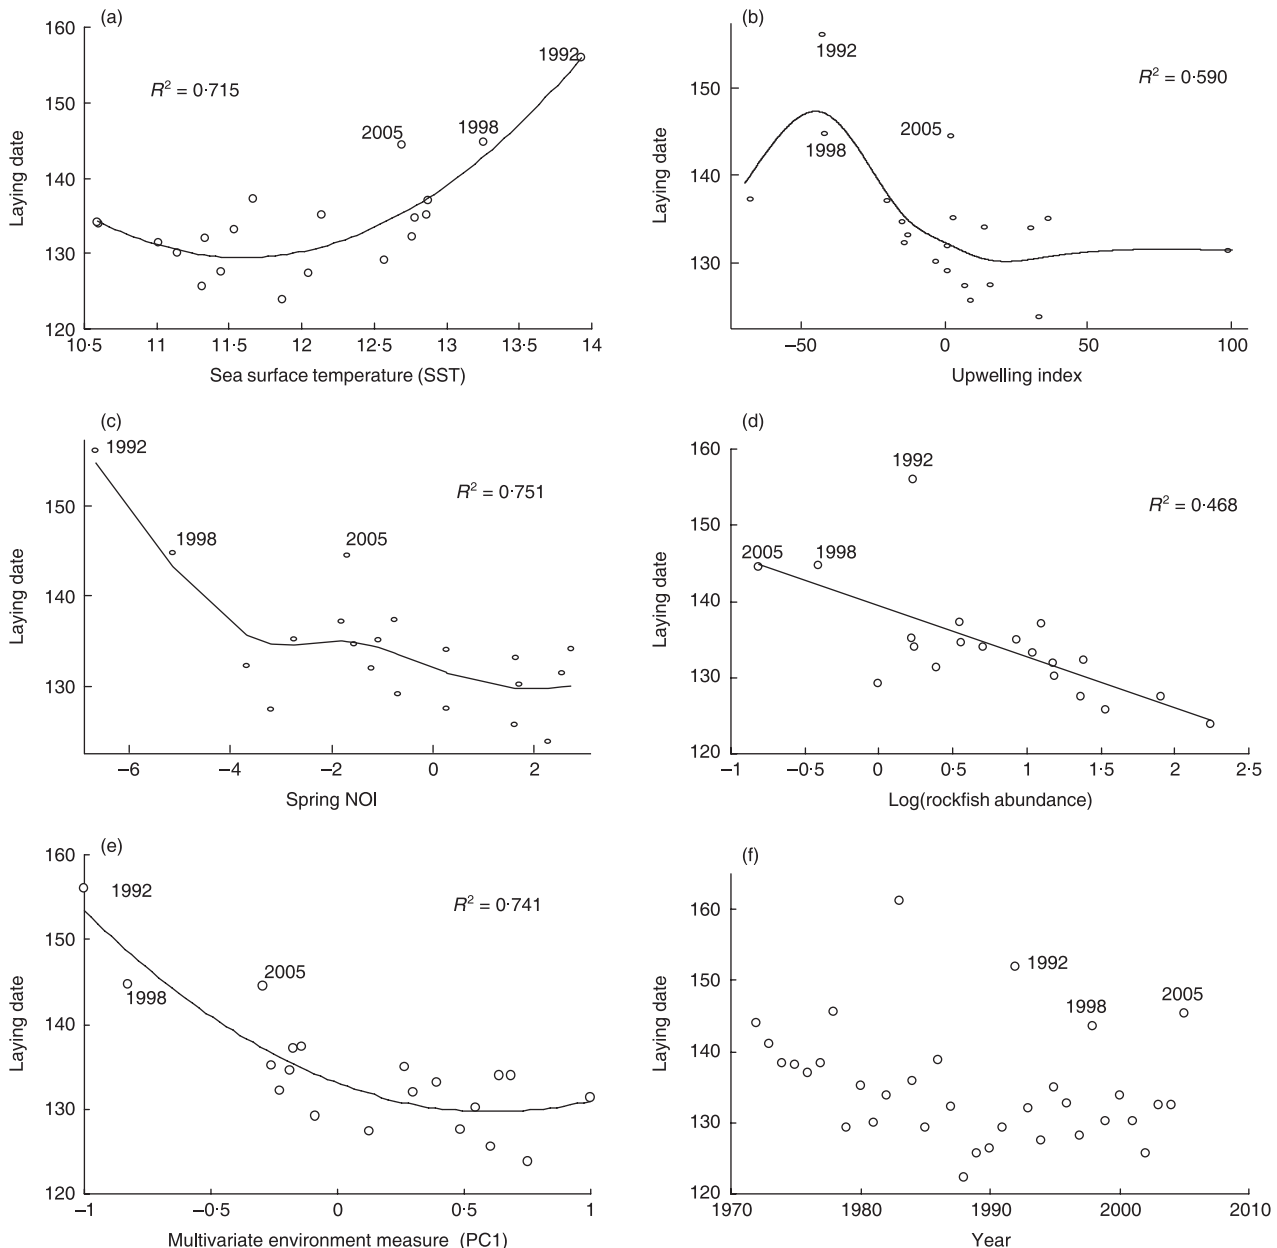 (a)
160
150
140
130
120
Laying date
R² = 0·715
1992
2005
1998
10·5 11 11·5 12 12·5 13 13·5 14
Sea surface temperature (SST)
(b)
150
140
130
Laying date
1992
R² = 0·590
2005
1998
–50 0 50 100
Upwelling index
(c)
150
140
130
Laying date
1992
R² = 0·751
1998
2005
–6 –4 –2 0 2
Spring NOI
(d)
160
150
140
130
120
Laying date
1992
R² = 0·468
2005
1998
–1 –0·5 0 0·5 1 1·5 2 2·5
Log(rockfish abundance)
(e)
160
150
140
130
120
Laying date
1992
R² = 0·741
2005
1998
–1 –0·5 0 0·5 1
Multivariate environment measure (PC1)
(f)
160
150
140
130
120
Laying date
1992
2005
1998
1970 1980 1990 2000 2010
Year